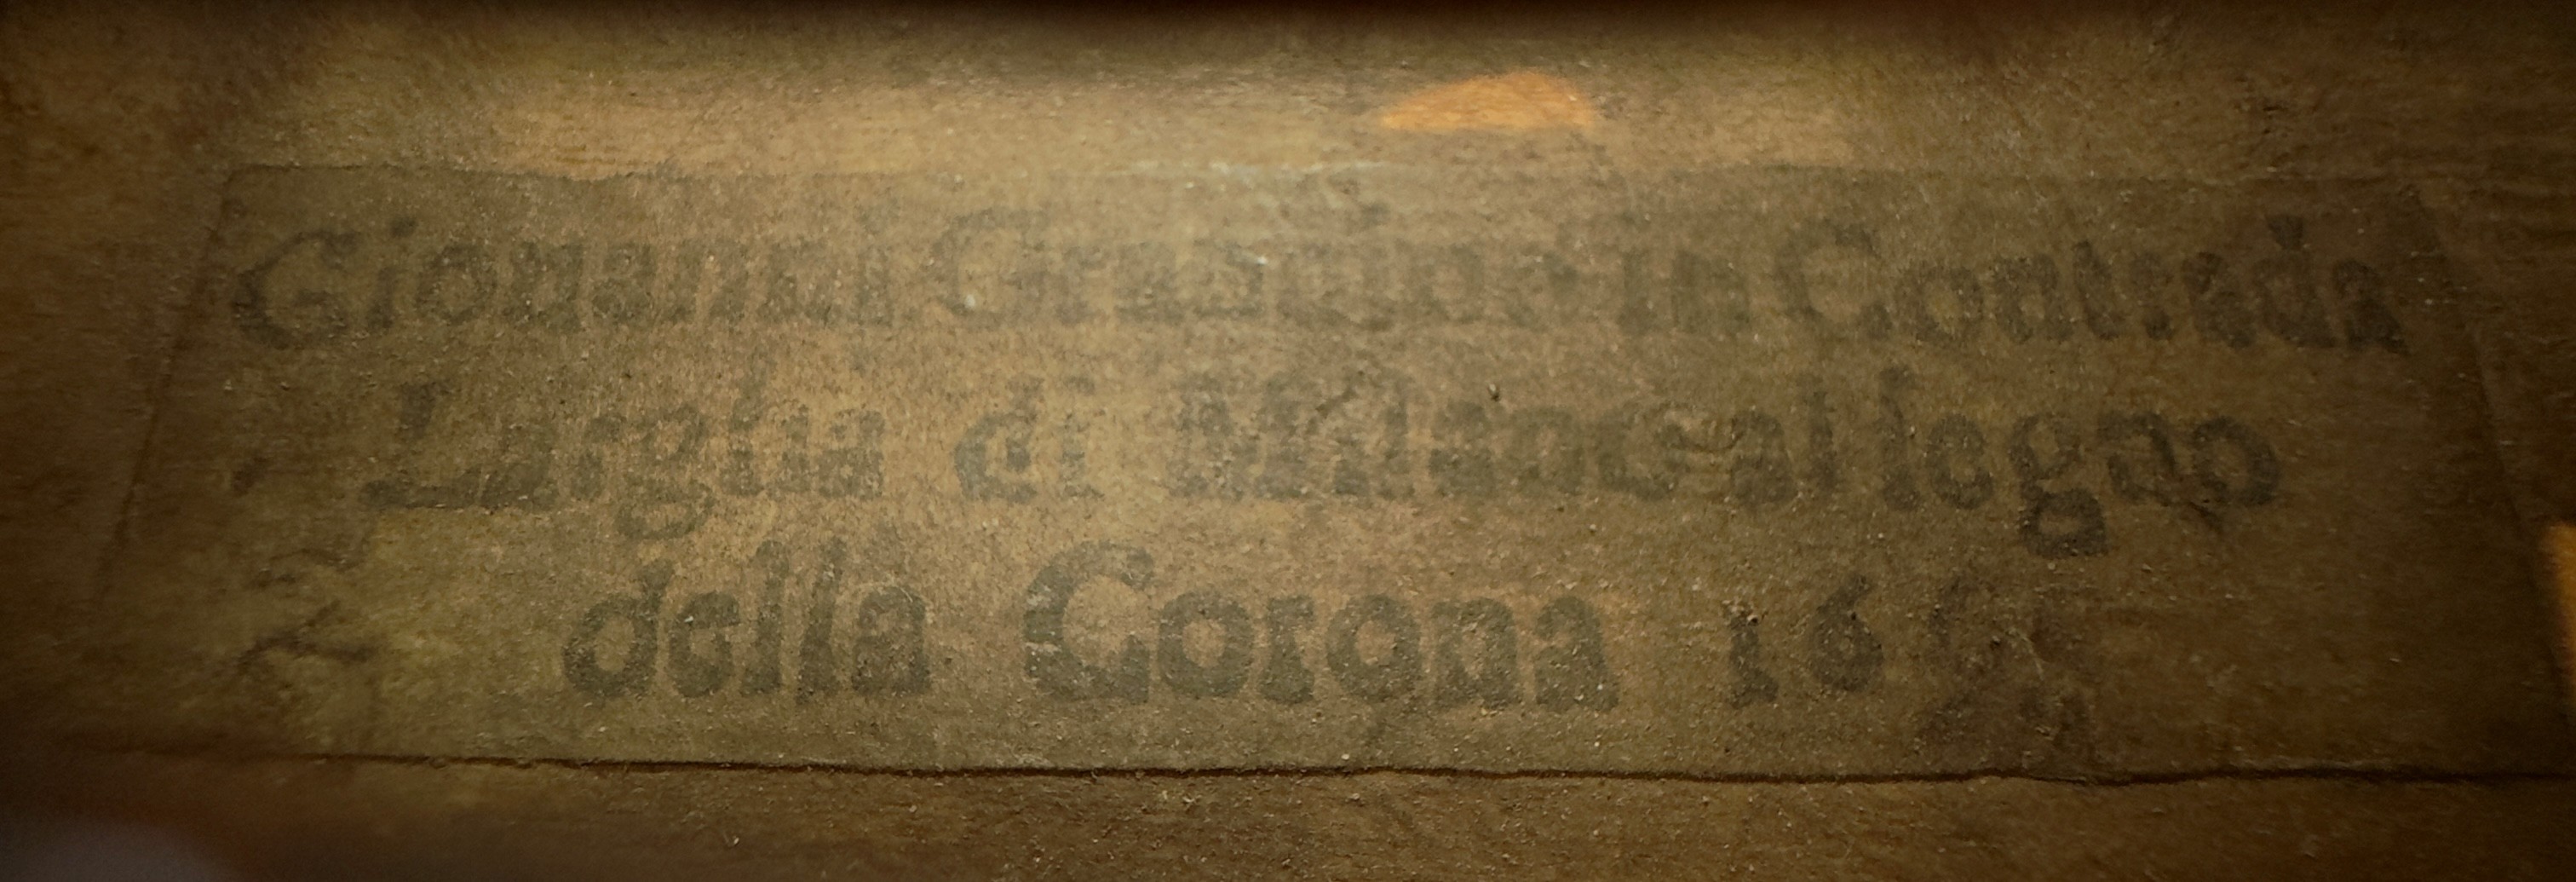 Giouanni Grancino in Contrada
Largha di Milano al segno
della Corona 16